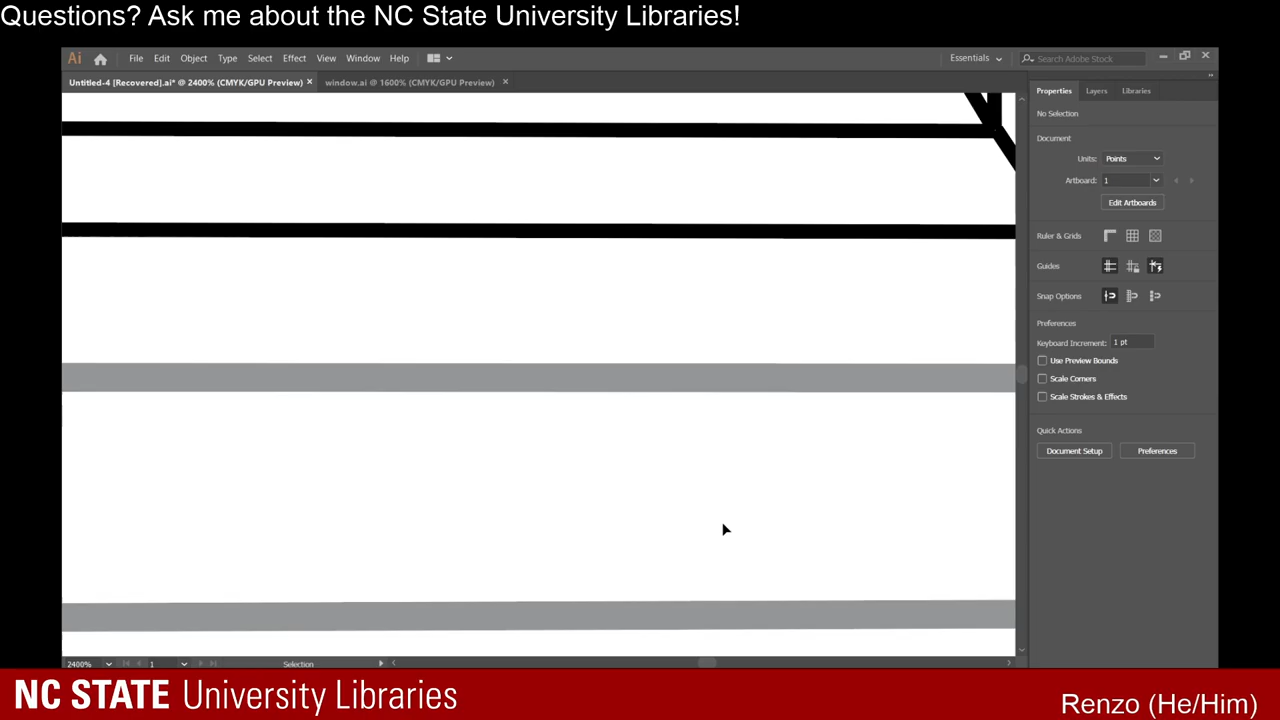 Questions? Ask me about the NC State University Libraries!
Ai File Edit Object Type Select Effect View Window Help Essentials Search Adobe Stock
Untitled-4 [Recovered].ai* @ 2400% (CMYK/GPU Preview) × window.ai @ 1600% (CMYK/GPU Preview) ×
Properties Layers Libraries
No Selection
Document
Units: Points
Artboard: 1
Edit Artboards
Ruler & Grids
Guides
Snap Options
Preferences
Keyboard Increment: 1 pt
Use Preview Bounds
Scale Corners
Scale Strokes & Effects
Quick Actions
Document Setup Preferences
2400% 1 Selection
NC STATE University Libraries
Renzo (He/Him)